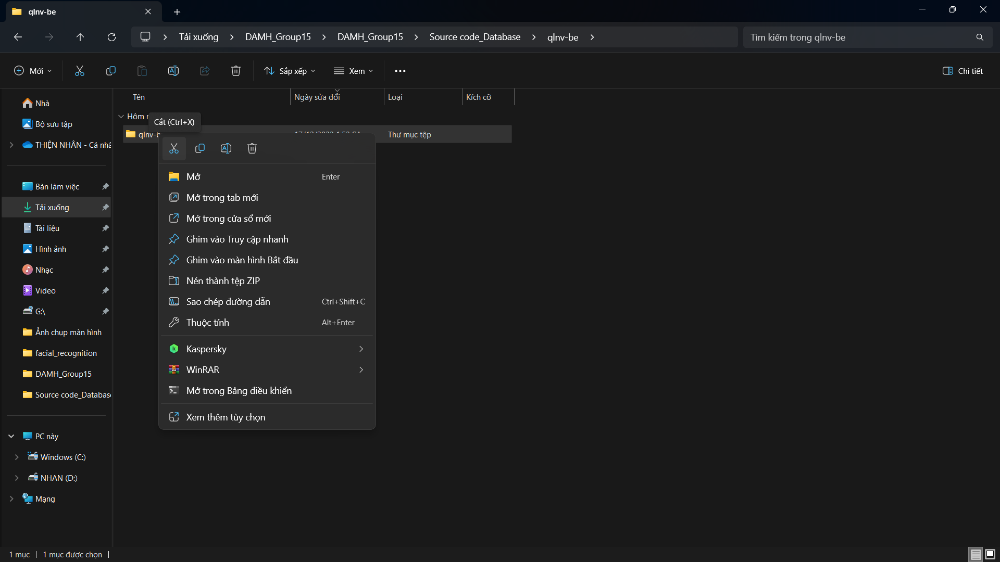 qlnv-be
Tải xuống
DAMH_Group15
DAMH_Group15
Source code_Database
qlnv-be
Tìm kiếm trong qlnv-be
Mới
Sắp xếp
Xem
Chi tiết
Tên
Ngày sửa đổi
Loại
Kích cỡ
Nhà
Bộ sưu tập
THIỆN NHÂN - Cá nhâ
Bàn làm việc
Tải xuống
Tài liệu
Hình ảnh
Nhạc
Video
G:\
Ảnh chụp màn hình
facial_recognition
DAMH_Group15
Source code_Databas
PC này
Windows (C:)
NHAN (D:)
Mạng
Hôm
Cắt (Ctrl+X)
qlnv-b
Thư mục tệp
Mở Enter
Mở trong tab mới
Mở trong cửa sổ mới
Ghim vào Truy cập nhanh
Ghim vào màn hình Bắt đầu
Nén thành tệp ZIP
Sao chép đường dẫn Ctrl+Shift+C
Thuộc tính Alt+Enter
Kaspersky
WinRAR
Mở trong Bảng điều khiển
Xem thêm tùy chọn
1 mục
1 mục được chọn